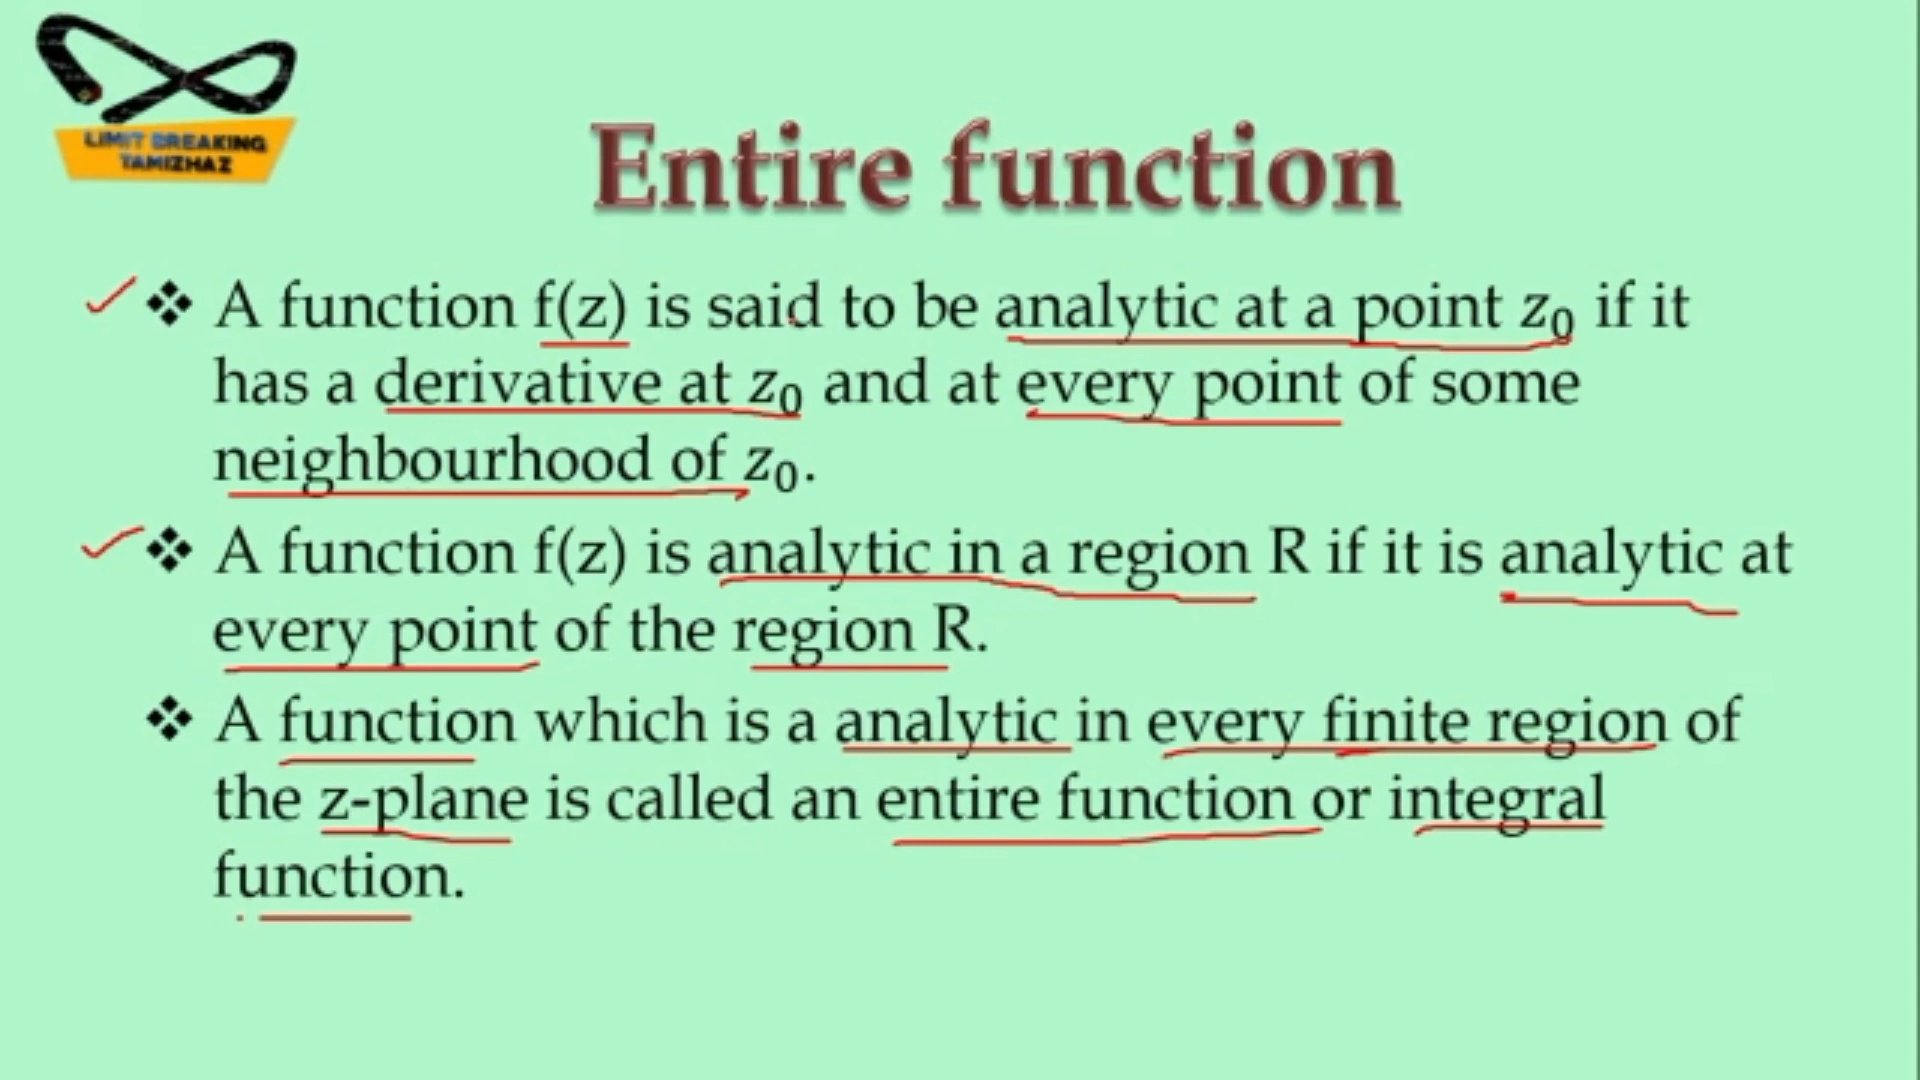 LIMIT BREAKING
TAMIZHAZ
Entire function
❖ A function f(z) is said to be analytic at a point z₀ if it
has a derivative at z₀ and at every point of some
neighbourhood of z₀.
❖ A function f(z) is analytic in a region R if it is analytic at
every point of the region R.
❖ A function which is a analytic in every finite region of
the z-plane is called an entire function or integral
function.